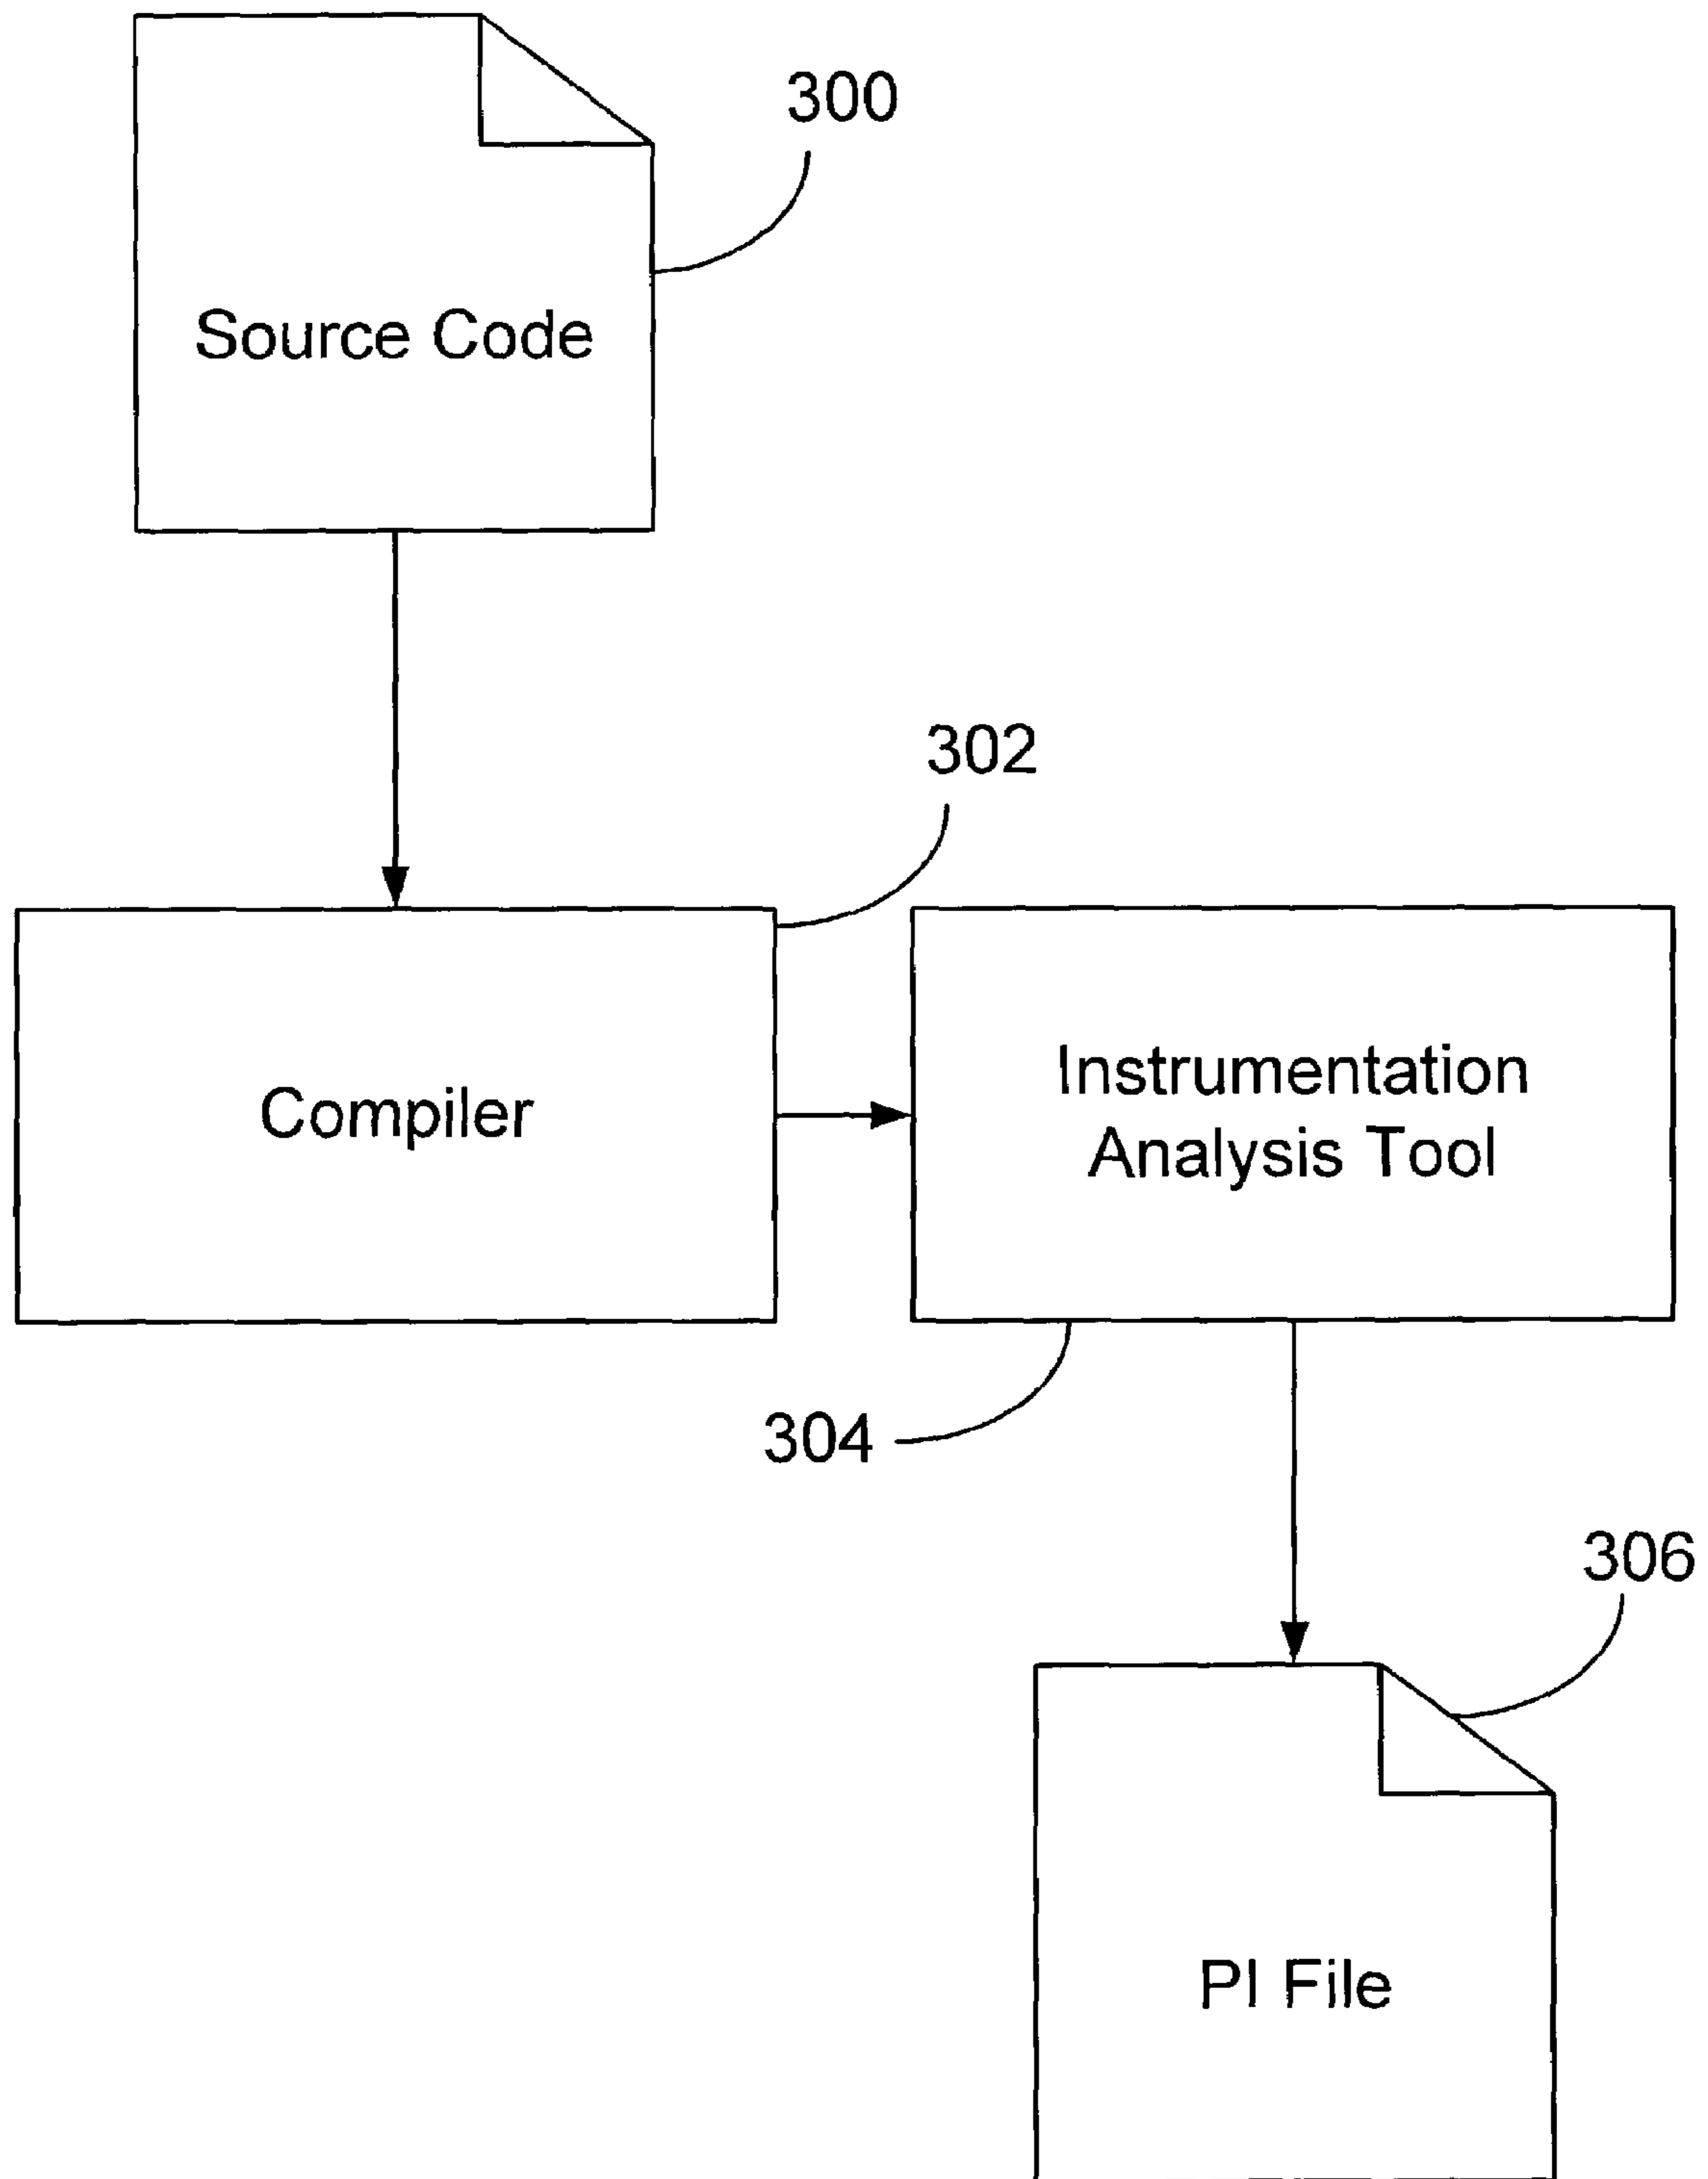 300
Source Code
302
Compiler
Instrumentation
Analysis Tool
304
306
PI File